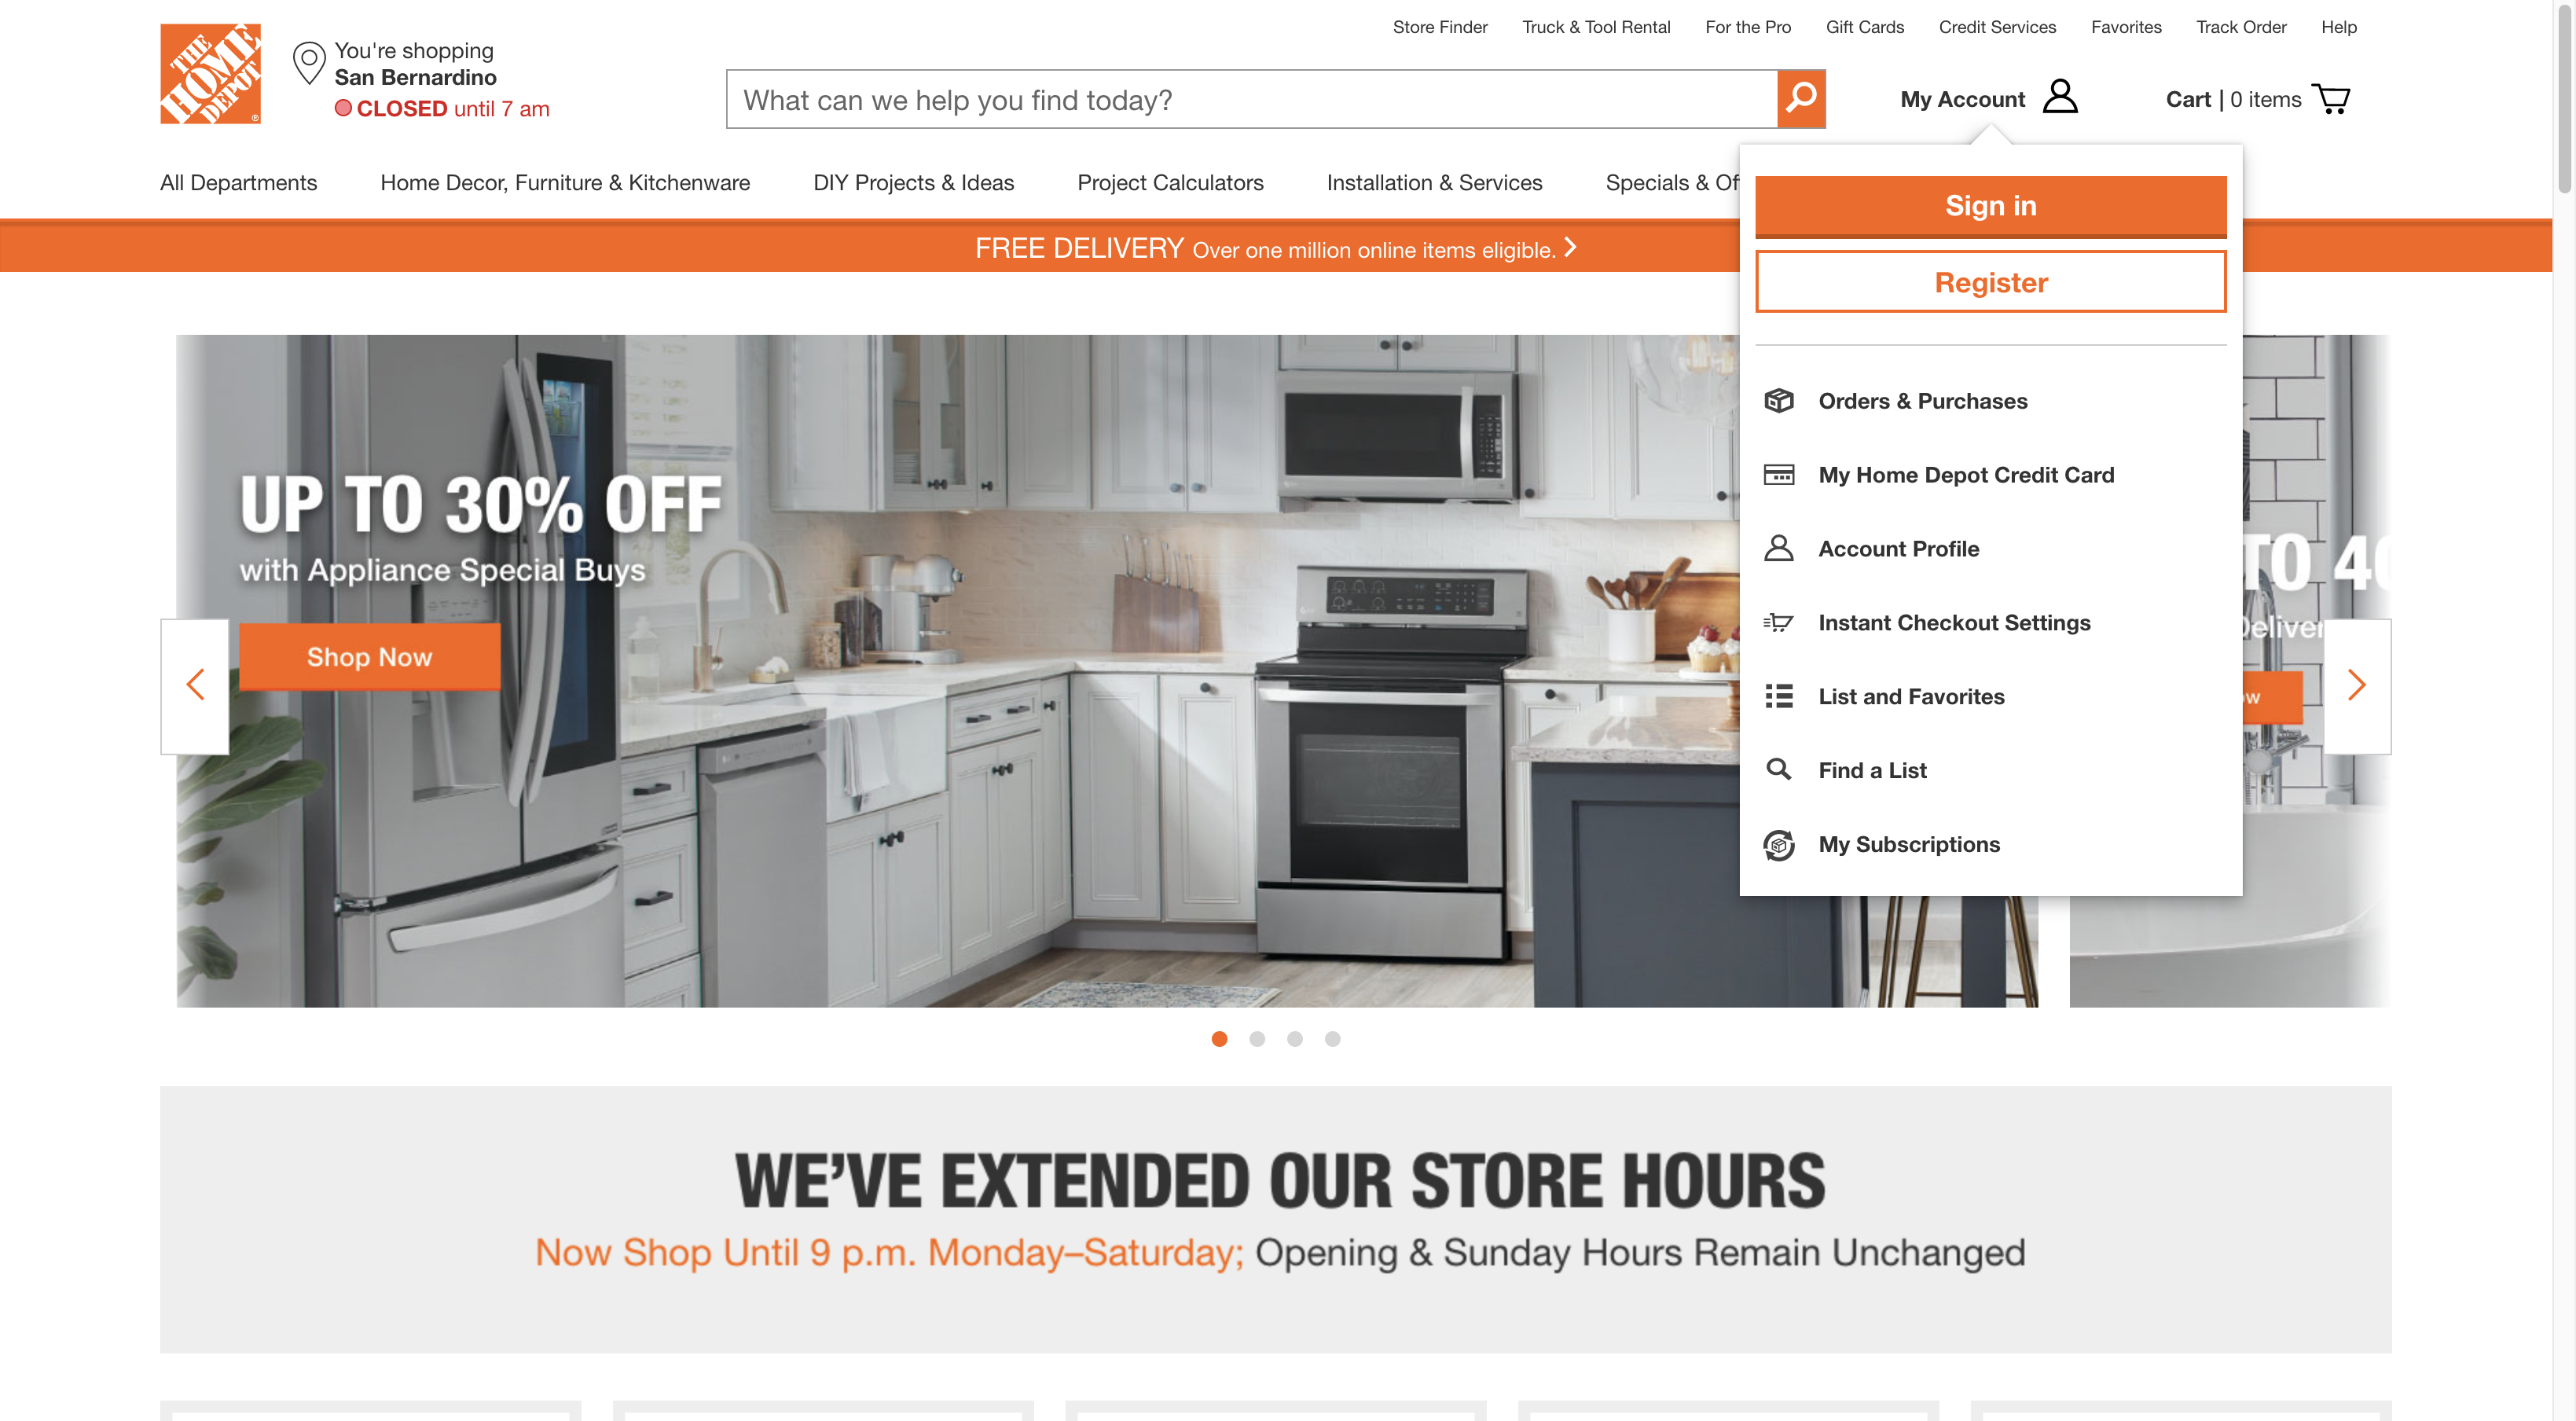 Store Finder Truck & Tool Rental For the Pro Gift Cards Credit Services Favorites Track Order Help
THE HOME DEPOT ®
You're shopping
San Bernardino
CLOSED until 7 am
What can we help you find today?
My Account
Cart | 0 items
All Departments Home Decor, Furniture & Kitchenware DIY Projects & Ideas Project Calculators Installation & Services Specials & Of
FREE DELIVERY Over one million online items eligible.
Sign in
Register
Orders & Purchases
My Home Depot Credit Card
Account Profile
Instant Checkout Settings
List and Favorites
Find a List
My Subscriptions
UP TO 30% OFF
with Appliance Special Buys
Shop Now
TO 40
Deliver
ow
WE'VE EXTENDED OUR STORE HOURS
Now Shop Until 9 p.m. Monday–Saturday; Opening & Sunday Hours Remain Unchanged